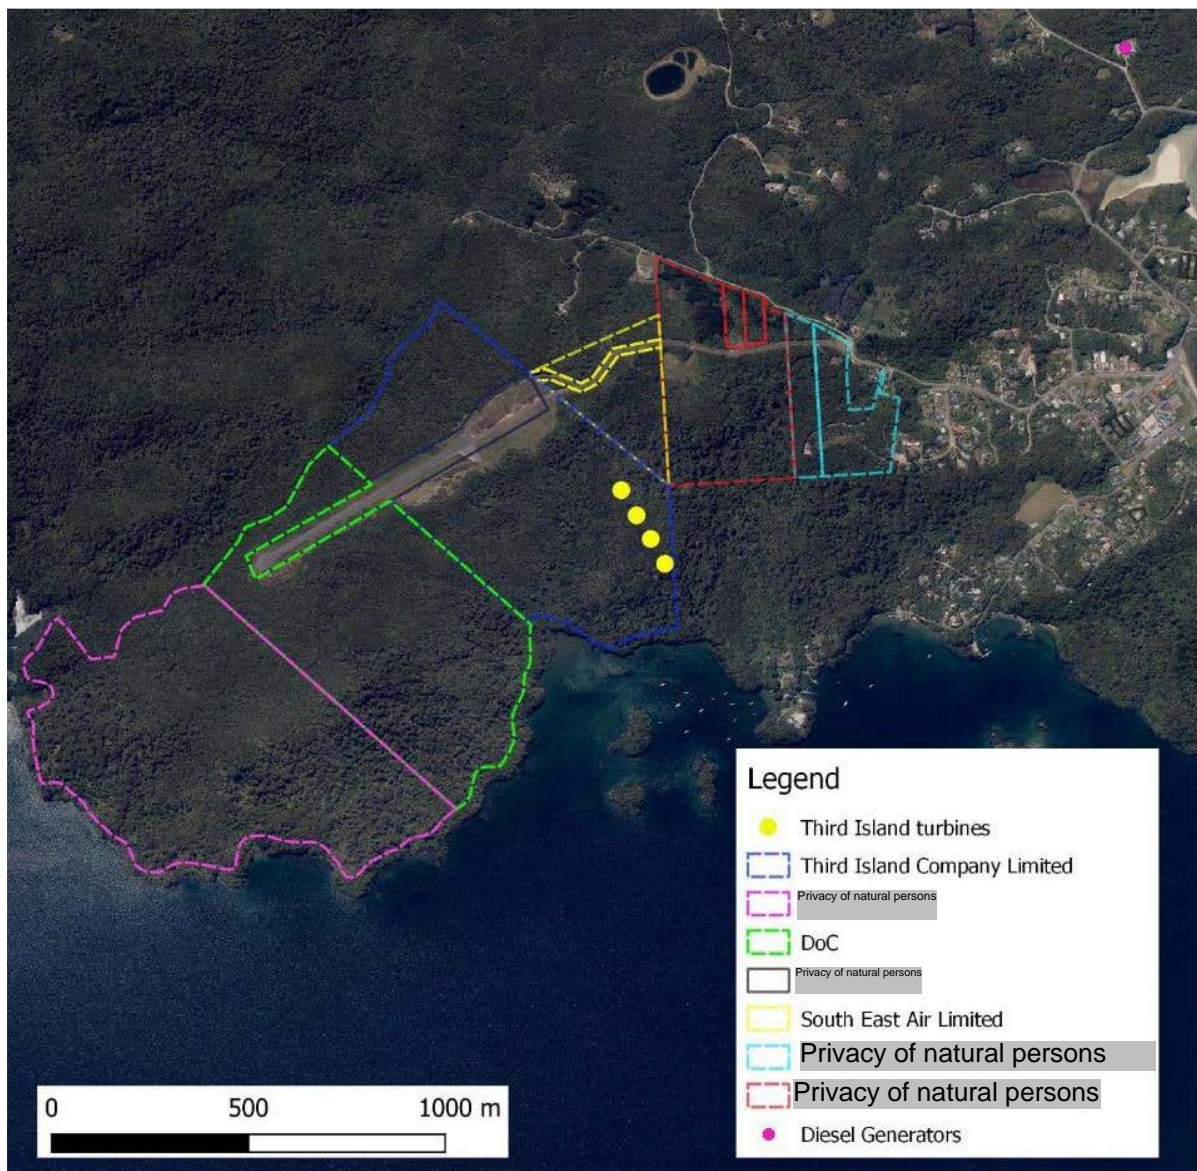 Legend
Third Island turbines
Third Island Company Limited
Privacy of natural persons
DoC
Privacy of natural persons
South East Air Limited
Privacy of natural persons
Privacy of natural persons
Diesel Generators
0 500 1000 m